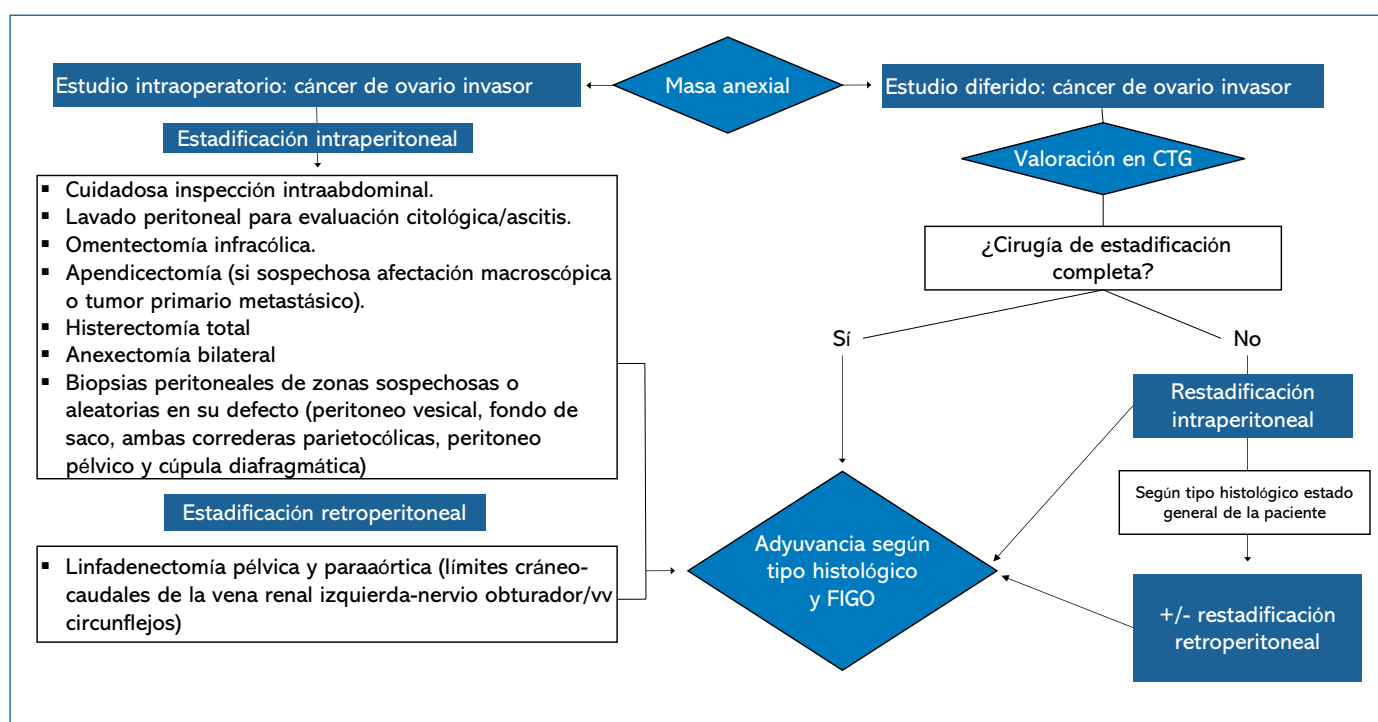 Masa anexial
Estudio intraoperatorio: cáncer de ovario invasor
Estadificación intraperitoneal
▪ Cuidadosa inspección intraabdominal.
▪ Lavado peritoneal para evaluación citológica/ascitis.
▪ Omentectomía infracólica.
▪ Apendicectomía (si sospechosa afectación macroscópica
o tumor primario metastásico).
▪ Histerectomía total
▪ Anexectomía bilateral
▪ Biopsias peritoneales de zonas sospechosas o
aleatorias en su defecto (peritoneo vesical, fondo de
saco, ambas correderas parietocólicas, peritoneo
pélvico y cúpula diafragmática)
Estadificación retroperitoneal
▪ Linfadenectomía pélvica y paraaórtica (límites cráneo-
caudales de la vena renal izquierda-nervio obturador/vv
circunflejos)
Estudio diferido: cáncer de ovario invasor
Valoración en CTG
¿Cirugía de estadificación
completa?
Sí
No
Restadificación
intraperitoneal
Según tipo histológico estado
general de la paciente
+/- restadificación
retroperitoneal
Adyuvancia según
tipo histológico
y FIGO